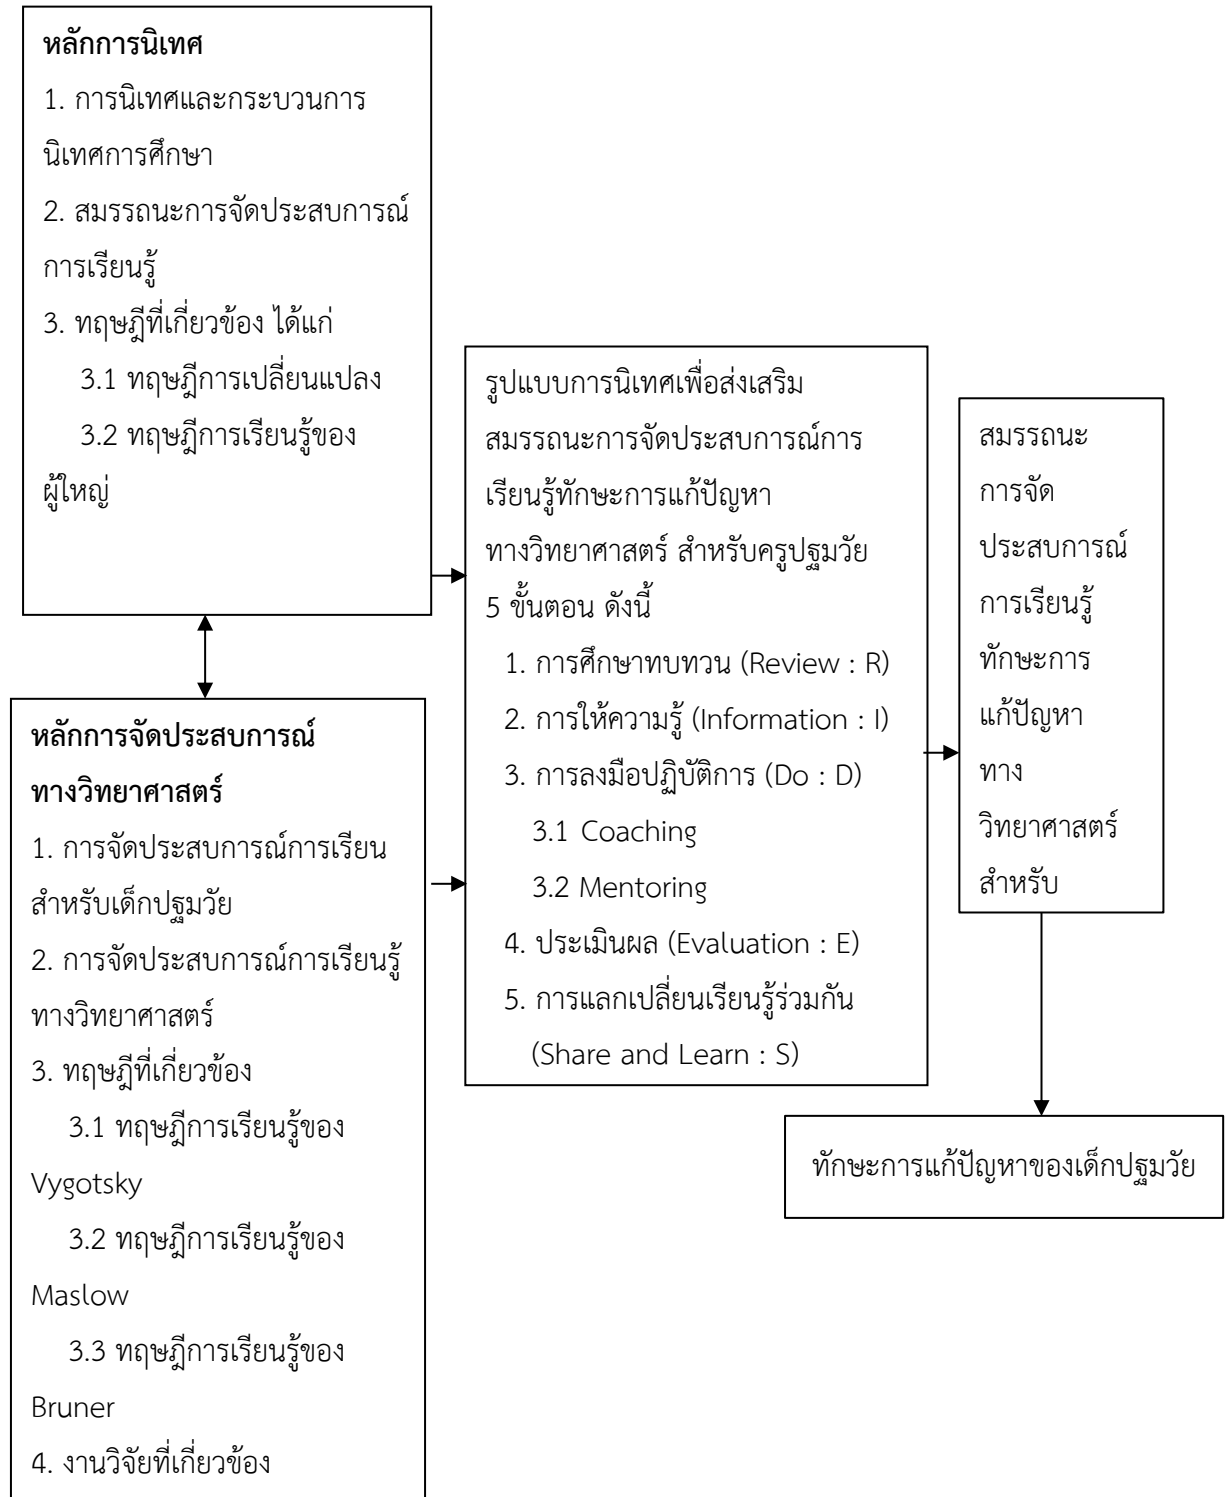 หลักการนิเทศ
1. การนิเทศและกระบวนการ
นิเทศการศึกษา
2. สมรรถนะการจัดประสบการณ์
การเรียนรู้
3. ทฤษฎีที่เกี่ยวข้อง ได้แก่
3.1 ทฤษฎีการเปลี่ยนแปลง
3.2 ทฤษฎีการเรียนรู้ของ
ผู้ใหญ่
หลักการจัดประสบการณ์
ทางวิทยาศาสตร์
1. การจัดประสบการณ์การเรียน
สำหรับเด็กปฐมวัย
2. การจัดประสบการณ์การเรียนรู้
ทางวิทยาศาสตร์
3. ทฤษฎีที่เกี่ยวข้อง
3.1 ทฤษฎีการเรียนรู้ของ
Vygotsky
3.2 ทฤษฎีการเรียนรู้ของ
Maslow
3.3 ทฤษฎีการเรียนรู้ของ
Bruner
4. งานวิจัยที่เกี่ยวข้อง
รูปแบบการนิเทศเพื่อส่งเสริม
สมรรถนะการจัดประสบการณ์การ
เรียนรู้ทักษะการแก้ปัญหา
ทางวิทยาศาสตร์ สำหรับครูปฐมวัย
5 ขั้นตอน ดังนี้
1. การศึกษาทบทวน (Review : R)
2. การให้ความรู้ (Information : I)
3. การลงมือปฏิบัติการ (Do : D)
3.1 Coaching
3.2 Mentoring
4. ประเมินผล (Evaluation : E)
5. การแลกเปลี่ยนเรียนรู้ร่วมกัน
(Share and Learn : S)
สมรรถนะ
การจัด
ประสบการณ์
การเรียนรู้
ทักษะการ
แก้ปัญหา
ทาง
วิทยาศาสตร์
สำหรับ
ทักษะการแก้ปัญหาของเด็กปฐมวัย